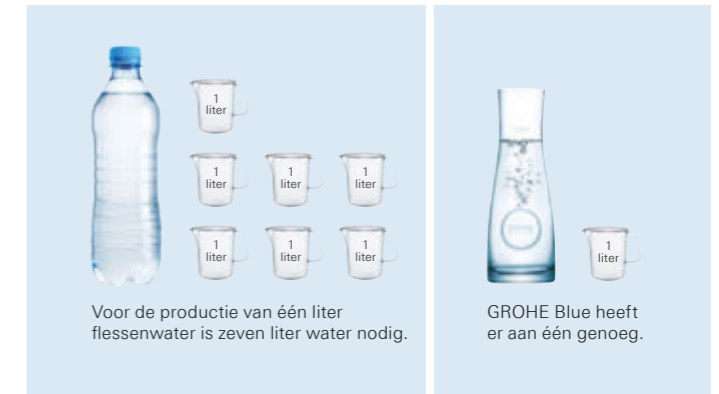 1
liter
1
liter
1
liter
1
liter
1
liter
1
liter
1
liter
Voor de productie van één liter
flessenwater is zeven liter water nodig.
1
liter
GROHE Blue heeft
er aan één genoeg.